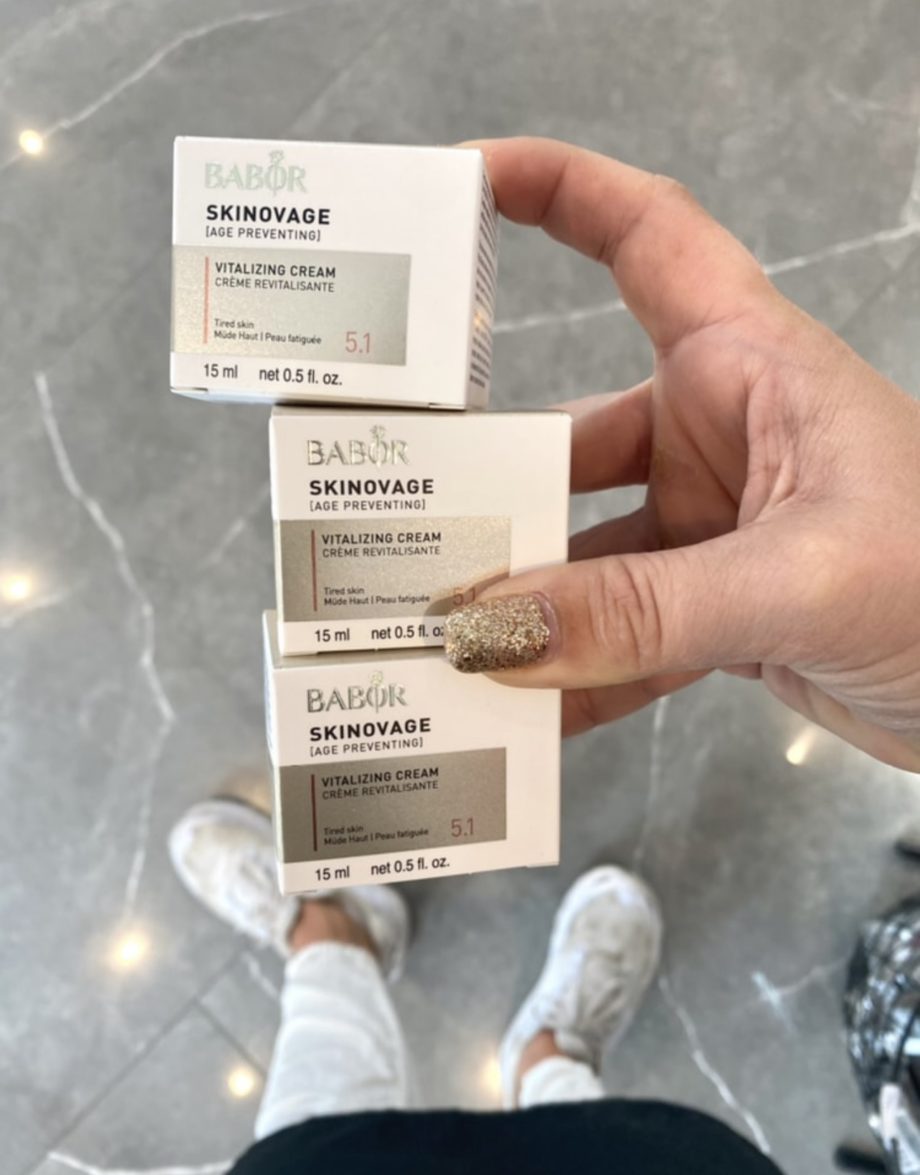 BABOR
SKINOVAGE
[AGE PREVENTING]
VITALIZING CREAM
CRÈME REVITALISANTE
Tired skin
Müde Haut | Peau fatiguée 5.1
15 ml net 0.5 fl. oz.
BABOR
SKINOVAGE
[AGE PREVENTING]
VITALIZING CREAM
CRÈME REVITALISANTE
Tired skin
Müde Haut | Peau fatiguée 5.1
15 ml net 0.5 fl. oz
BABOR
SKINOVAGE
[AGE PREVENTING]
VITALIZING CREAM
CRÈME REVITALISANTE
Tired skin
Müde Haut | Peau fatiguée 5.1
15 ml net 0.5 fl. oz.